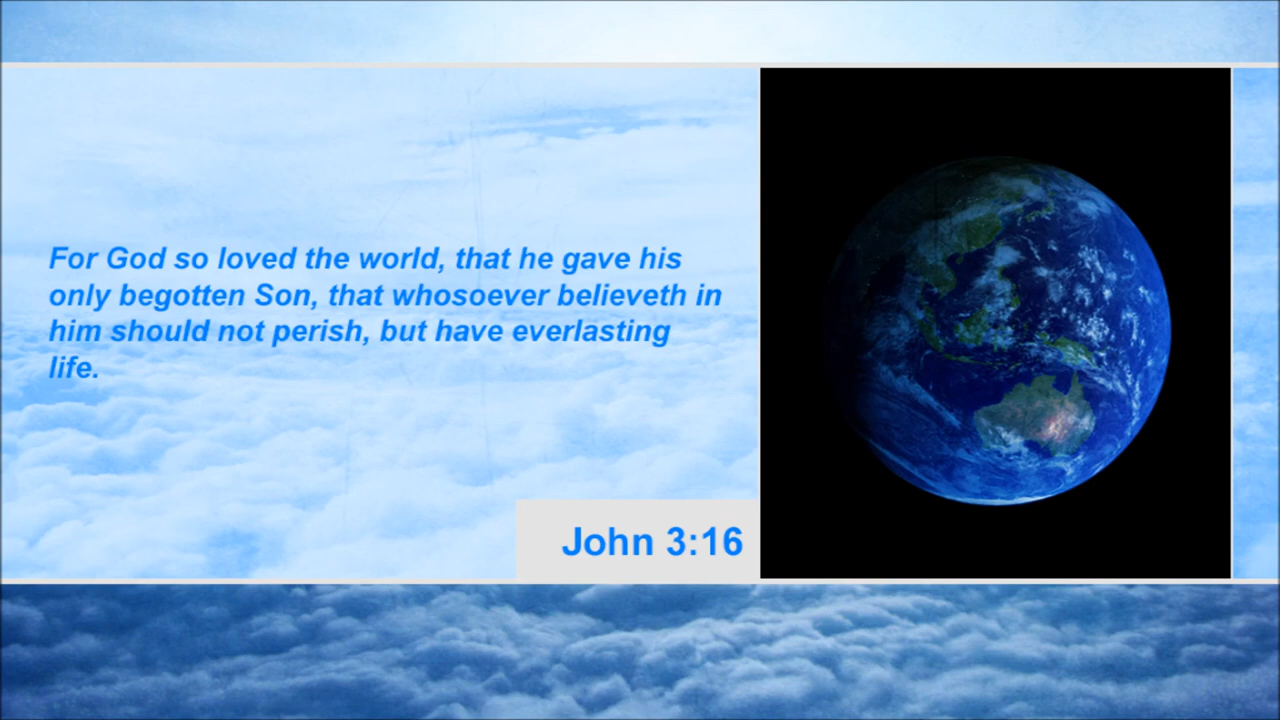 For God so loved the world, that he gave his
only begotten Son, that whosoever believeth in
him should not perish, but have everlasting
life.
John 3:16